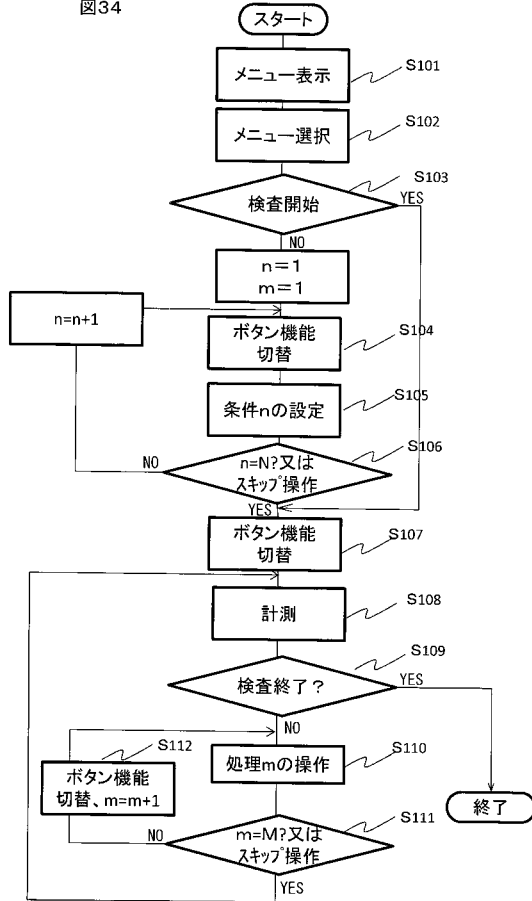 図34
スタート
メニュー表示
S101
メニュー選択
S102
検査開始
S103
YES
NO
n=1
m=1
n=n+1
ボタン機能
切替
S104
条件nの設定
S105
n=N?又は
スキップ操作
S106
NO
YES
ボタン機能
切替
S107
計測
S108
検査終了?
S109
YES
NO
S112
ボタン機能
切替、m=m+1
処理mの操作
S110
終了
m=M?又は
スキップ操作
S111
NO
YES